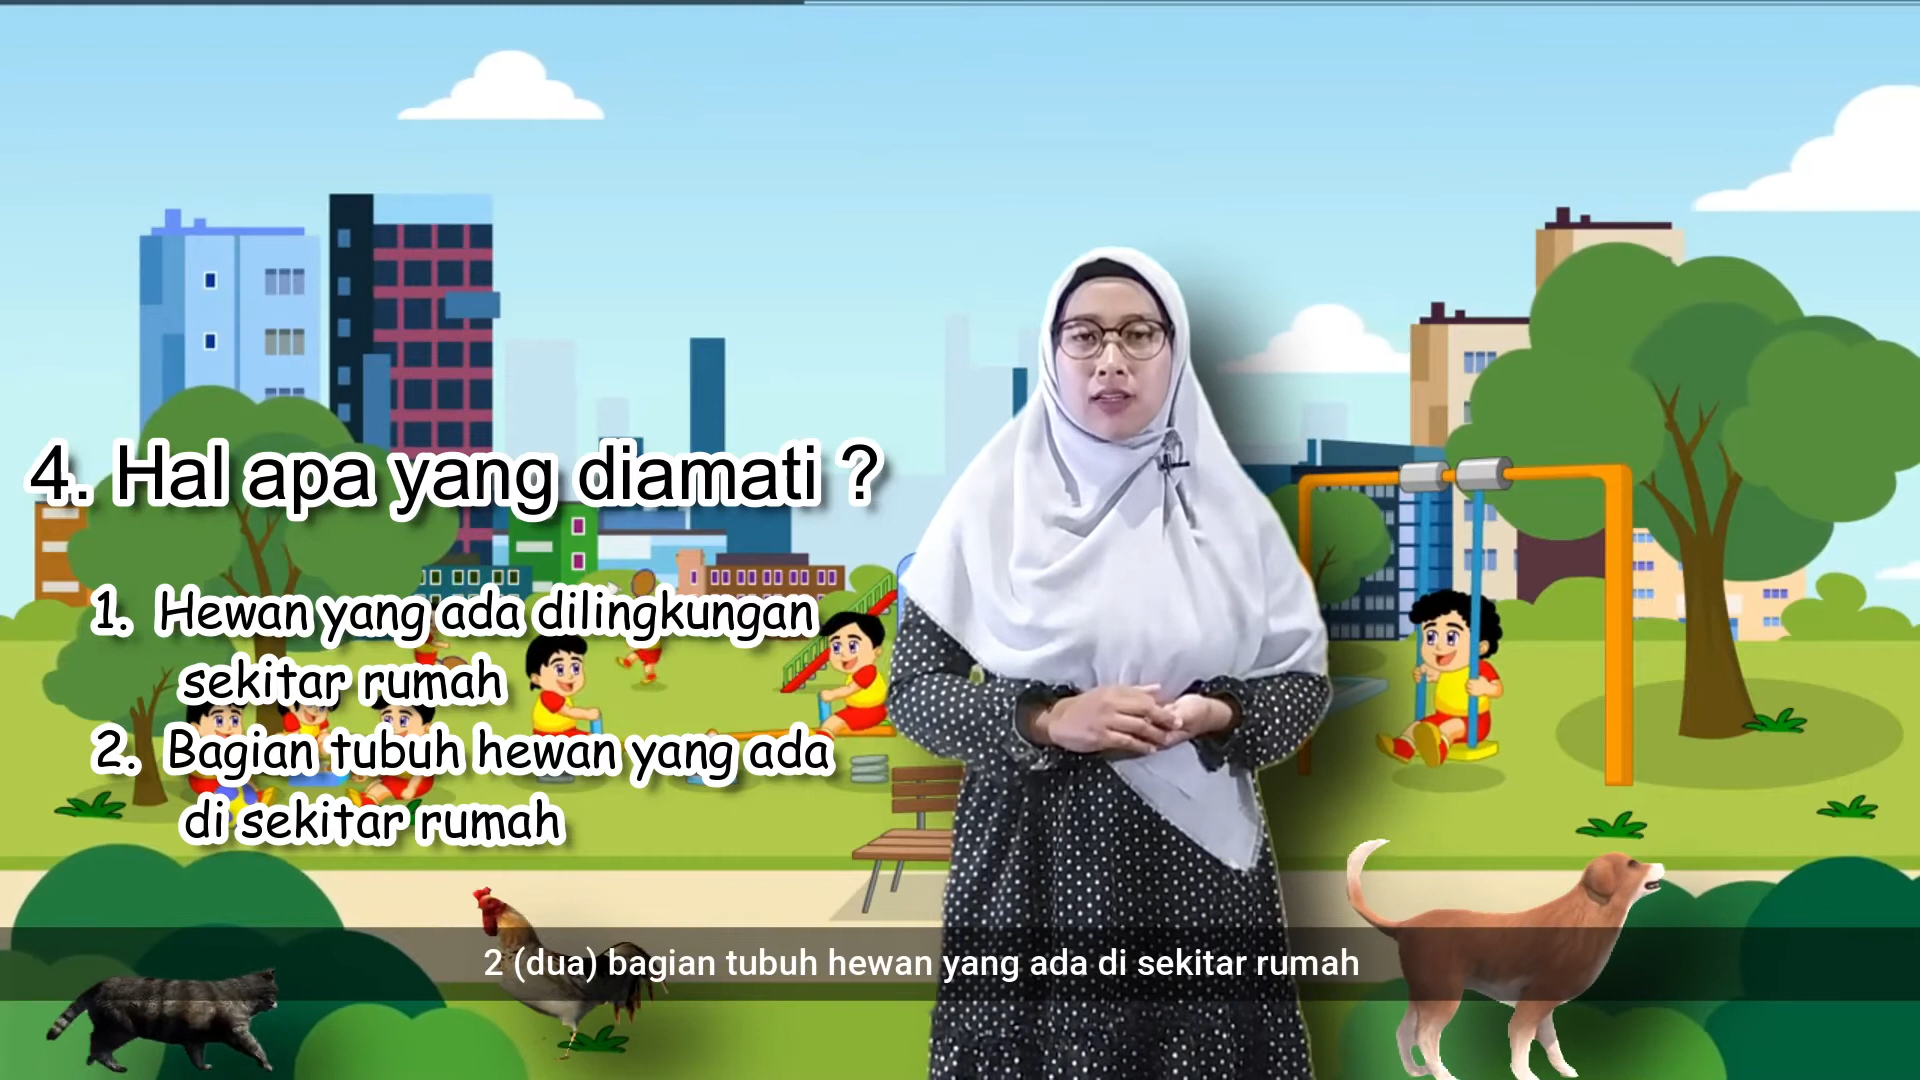 4. Hal apa yang diamati ?
1. Hewan yang ada dilingkungan
sekitar rumah
2. Bagian tubuh hewan yang ada
di sekitar rumah
2 (dua) bagian tubuh hewan yang ada di sekitar rumah